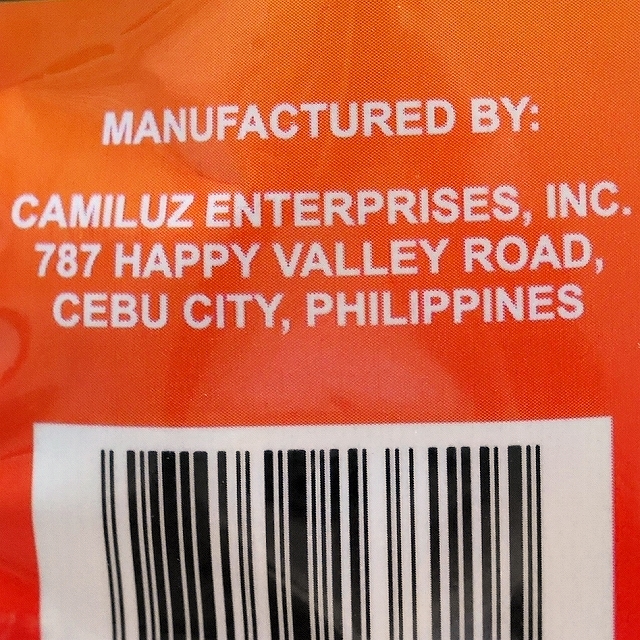 MANUFACTURED BY:
CAMILUZ ENTERPRISES, INC.
787 HAPPY VALLEY ROAD,
CEBU CITY, PHILIPPINES